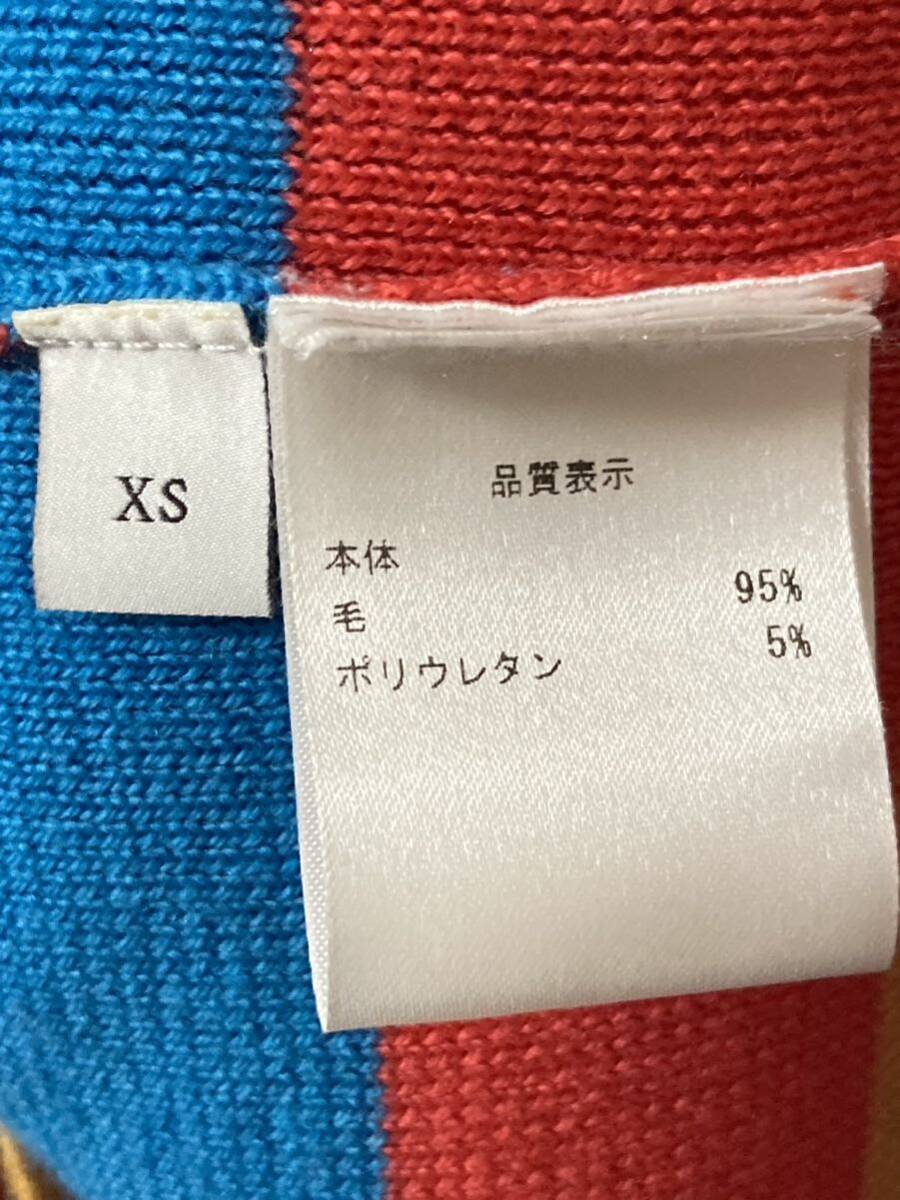 XS
品質表示
本体
毛 95%
ポリウレタン 5%